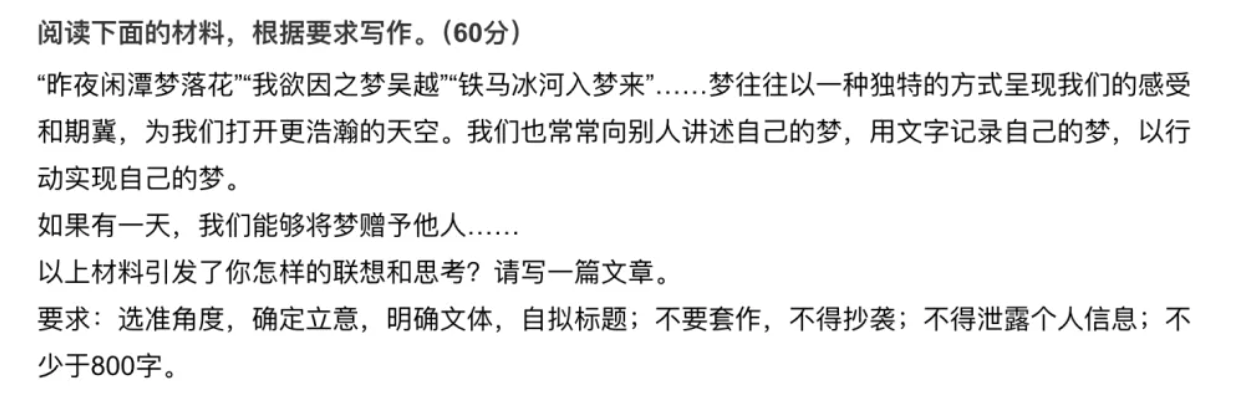 阅读下面的材料，根据要求写作。（60分）
“昨夜闲潭梦落花”“我欲因之梦吴越”“铁马冰河入梦来”……梦往往以一种独特的方式呈现我们的感受
和期冀，为我们打开更浩瀚的天空。我们也常常向别人讲述自己的梦，用文字记录自己的梦，以行
动实现自己的梦。
如果有一天，我们能够将梦赠予他人……
以上材料引发了你怎样的联想和思考？请写一篇文章。
要求：选准角度，确定立意，明确文体，自拟标题；不要套作，不得抄袭；不得泄露个人信息；不
少于800字。